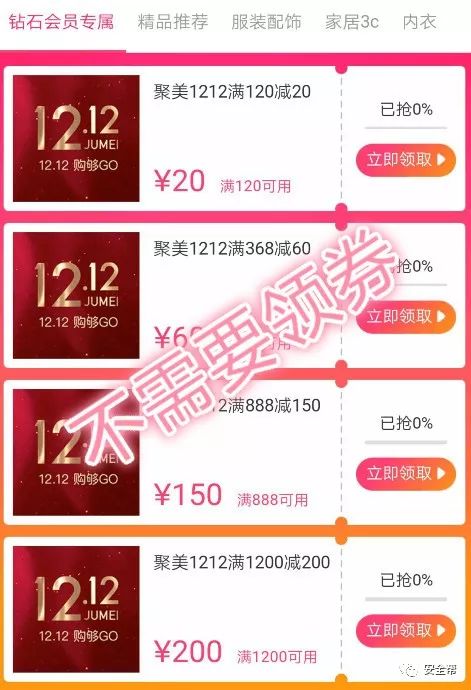 钻石会员专属 精品推荐 服装配饰 家居3c 内衣
12.12
JUMEI
12.12 购够GO
聚美1212满120减20
¥20 满120可用
已抢0%
立即领取
12.12
JUMEI
12.12 购够GO
聚美1212满368减60
¥60
可用
已抢0%
立即领取
不需要领券
12.12
JUMEI
12.12 购够GO
1212满888减150
¥150 满888可用
已抢0%
立即领取
12.12
JUMEI
12.12 购够GO
聚美1212满1200减200
¥200 满1200可用
已抢0%
立即领取
安全帮